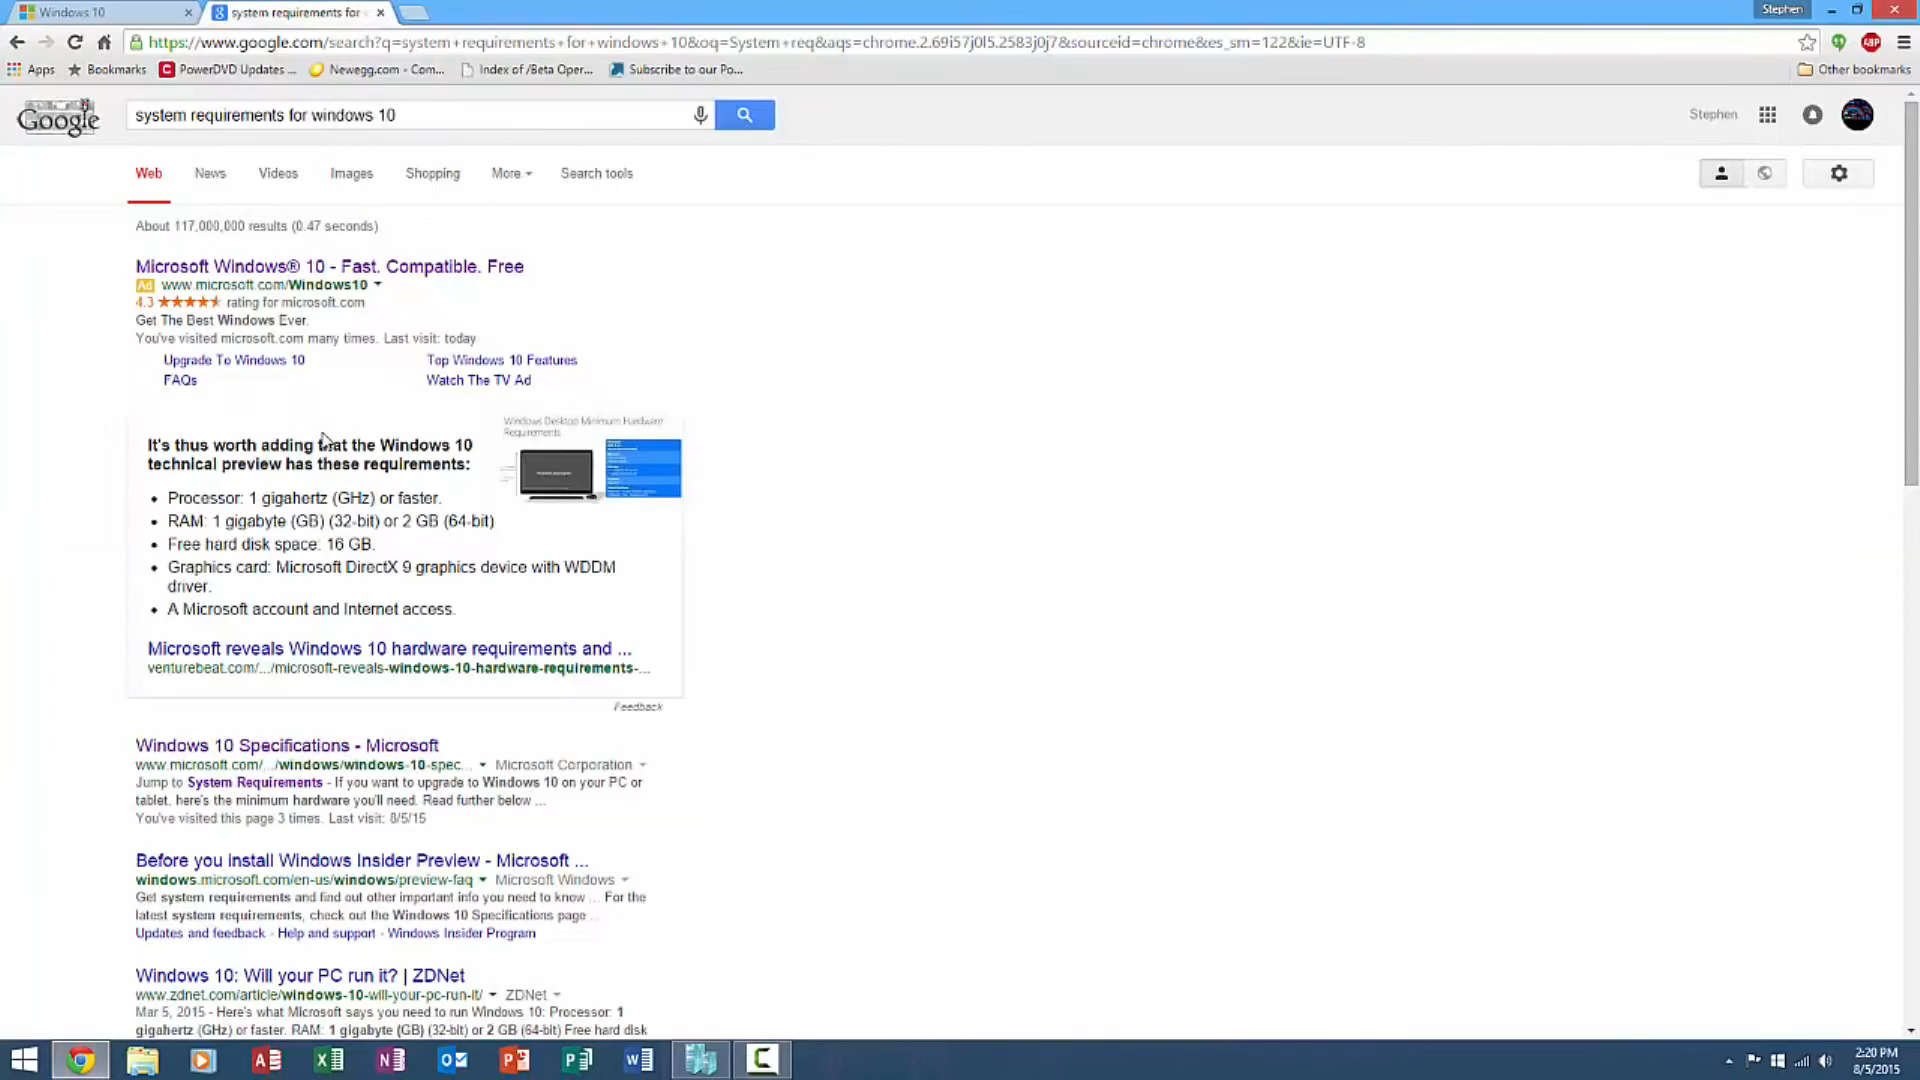 Windows 10
system requirements for
Stephen
https://www.google.com/search?q=system+requirements+for+windows+10&oq=System+req&aqs=chrome.2.69i57j0l5.2583j0j7&sourceid=chrome&es_sm=122&ie=UTF-8
ABP
Apps
Bookmarks
PowerDVD Updates ...
Newegg.com - Com...
Index of /Beta Oper...
Subscribe to our Po...
Other bookmarks
Google
system requirements for windows 10
Stephen
Web
News
Videos
Images
Shopping
More
Search tools
About 117,000,000 results (0.47 seconds)
Microsoft Windows® 10 - Fast. Compatible. Free
Ad www.microsoft.com/Windows10
4.3 rating for microsoft.com
Get The Best Windows Ever.
You've visited microsoft.com many times. Last visit: today
Upgrade To Windows 10
Top Windows 10 Features
FAQs
Watch The TV Ad
Windows Desktop Minimum Hardware
Requirements
It's thus worth adding that the Windows 10
technical preview has these requirements:
• Processor: 1 gigahertz (GHz) or faster.
• RAM: 1 gigabyte (GB) (32-bit) or 2 GB (64-bit)
• Free hard disk space: 16 GB.
• Graphics card: Microsoft DirectX 9 graphics device with WDDM
driver.
• A Microsoft account and Internet access.
Microsoft reveals Windows 10 hardware requirements and ...
venturebeat.com/.../microsoft-reveals-windows-10-hardware-requirements-...
Feedback
Windows 10 Specifications - Microsoft
www.microsoft.com/.../windows/windows-10-spec... Microsoft Corporation
Jump to System Requirements - If you want to upgrade to Windows 10 on your PC or
tablet, here's the minimum hardware you'll need. Read further below ...
You've visited this page 3 times. Last visit: 8/5/15
Before you install Windows Insider Preview - Microsoft ...
windows.microsoft.com/en-us/windows/preview-faq Microsoft Windows
Get system requirements and find out other important info you need to know ... For the
latest system requirements, check out the Windows 10 Specifications page ...
Updates and feedback - Help and support - Windows Insider Program
Windows 10: Will your PC run it? | ZDNet
www.zdnet.com/article/windows-10-will-your-pc-run-it/ ZDNet
Mar 5, 2015 - Here's what Microsoft says you need to run Windows 10: Processor: 1
gigahertz (GHz) or faster. RAM: 1 gigabyte (GB) (32-bit) or 2 GB (64-bit) Free hard disk
2:20 PM
8/5/2015